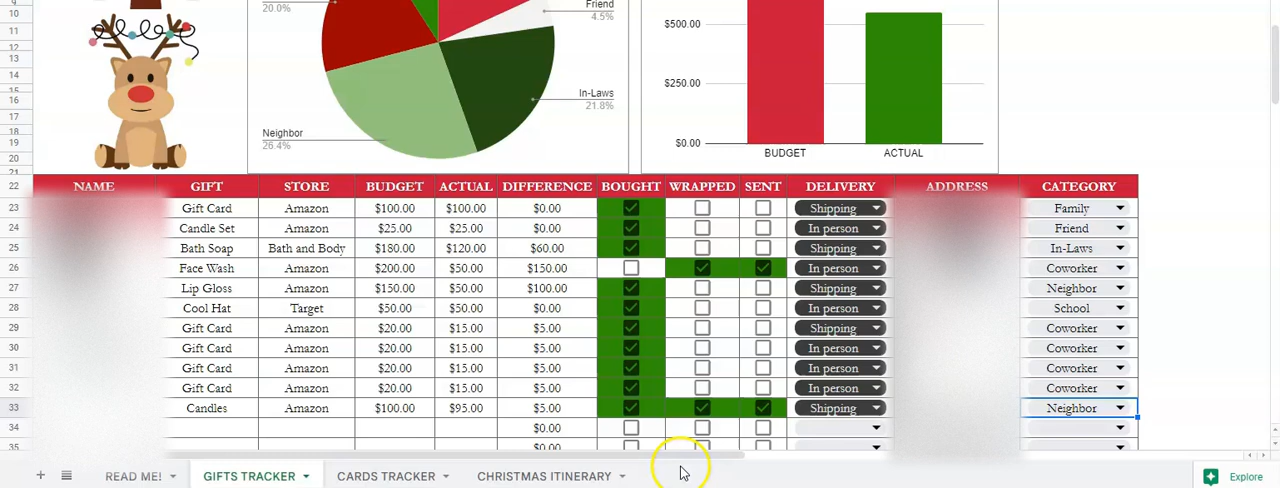 9
10
20.0%
Friend
4.5%
$500.00
11
12
13
14
$250.00
15
16
In-Laws
21.8%
17
18
Neighbor
26.4%
19
$0.00
20
BUDGET ACTUAL
21
22 NAME GIFT STORE BUDGET ACTUAL DIFFERENCE BOUGHT WRAPPED SENT DELIVERY ADDRESS CATEGORY
23 Gift Card Amazon $100.00 $100.00 $0.00 Shipping Family
24 Candle Set Amazon $25.00 $25.00 $0.00 In person Friend
25 Bath Soap Bath and Body $180.00 $120.00 $60.00 Shipping In-Laws
26 Face Wash Amazon $200.00 $50.00 $150.00 In person Coworker
27 Lip Gloss Amazon $150.00 $50.00 $100.00 Shipping Neighbor
28 Cool Hat Target $50.00 $50.00 $0.00 In person School
29 Gift Card Amazon $20.00 $15.00 $5.00 Shipping Coworker
30 Gift Card Amazon $20.00 $15.00 $5.00 In person Coworker
31 Gift Card Amazon $20.00 $15.00 $5.00 In person Coworker
32 Gift Card Amazon $20.00 $15.00 $5.00 In person Coworker
33 Candles Amazon $100.00 $95.00 $5.00 Shipping Neighbor
34 $0.00
35 $0.00
READ ME! GIFTS TRACKER CARDS TRACKER CHRISTMAS ITINERARY Explore